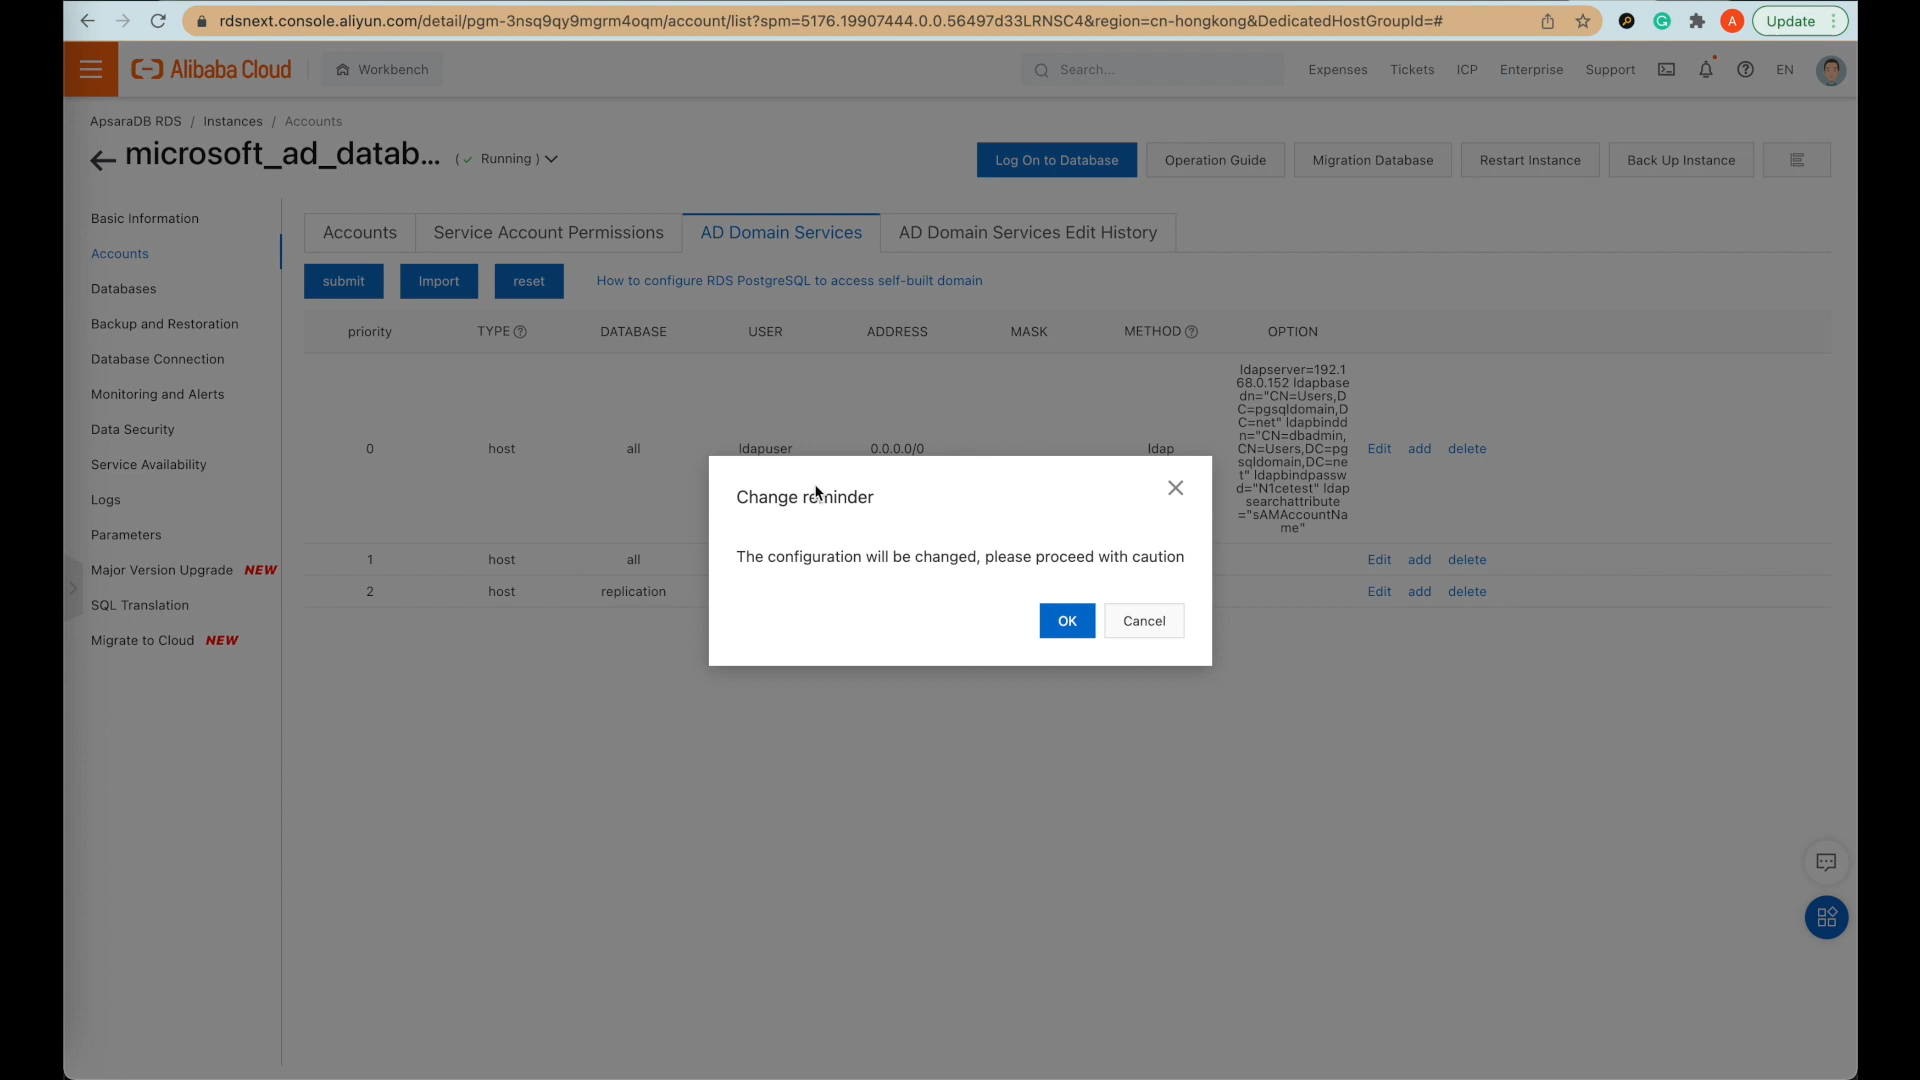 rdsnext.console.aliyun.com/detail/pgm-3nsq9qy9mgrm4oqm/account/list?spm=5176.19907444.0.0.56497d33LRNSC4&region=cn-hongkong&DedicatedHostGroupId=#
A
Update
Alibaba Cloud
Workbench
Search...
Expenses
Tickets
ICP
Enterprise
Support
EN
ApsaraDB RDS / Instances / Accounts
microsoft_ad_datab...
( Running )
Log On to Database
Operation Guide
Migration Database
Restart Instance
Back Up Instance
Basic Information
Accounts
Databases
Backup and Restoration
Database Connection
Monitoring and Alerts
Data Security
Service Availability
Logs
Parameters
Major Version Upgrade NEW
SQL Translation
Migrate to Cloud NEW
Accounts
Service Account Permissions
AD Domain Services
AD Domain Services Edit History
submit
Import
reset
How to configure RDS PostgreSQL to access self-built domain
priority TYPE DATABASE USER ADDRESS MASK METHOD OPTION
0 host all ldapuser 0.0.0.0/0 ldap
ldapserver=192.1
68.0.152 ldapbase
dn="CN=Users,D
C=pgsqldomain,D
C=net" ldapbindd
n="CN=dbadmin,
CN=Users,DC=pg
sqldomain,DC=ne
t" ldapbindpassw
d="N1cetest" ldap
searchattribute
="sAMAccountNa
me"
Edit add delete
1 host all Edit add delete
2 host replication Edit add delete
Change reminder
The configuration will be changed, please proceed with caution
OK
Cancel